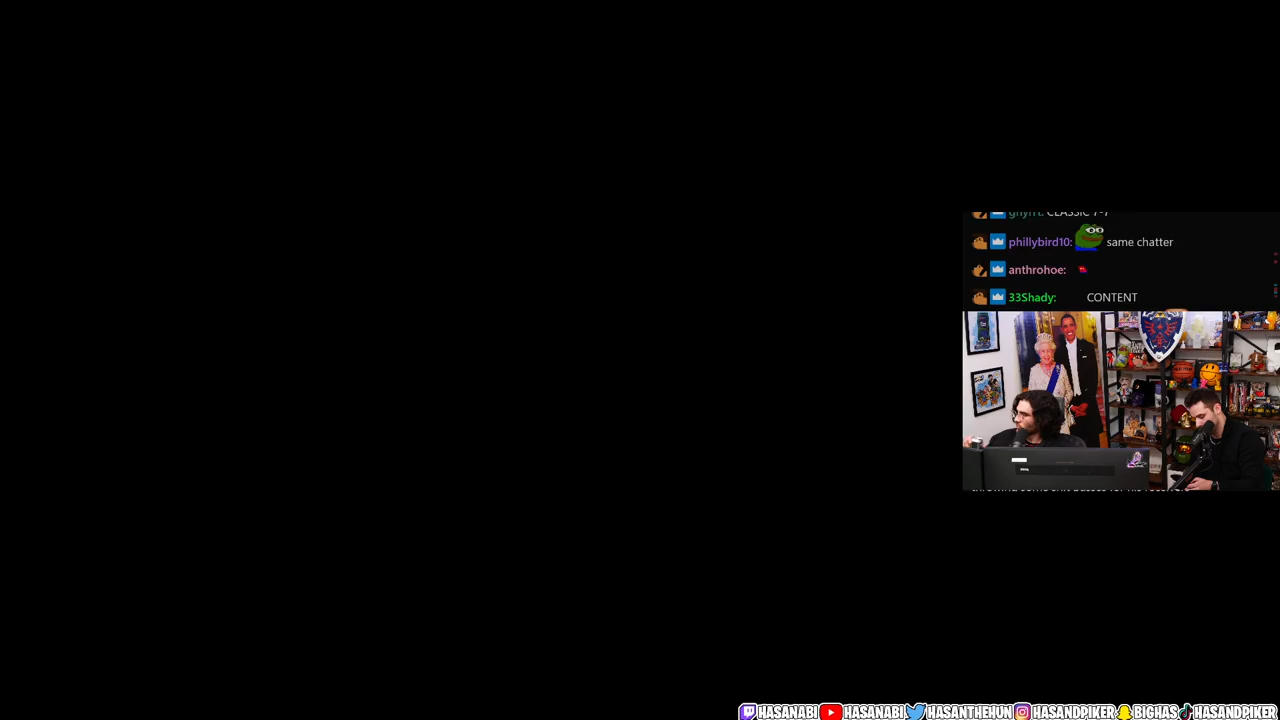 phillybird10: same chatter
anthrohoe:
33Shady: CONTENT
HASANABI HASANABI HASANTHEHUN HASANDPIKER BIGHAS HASANDPIKER